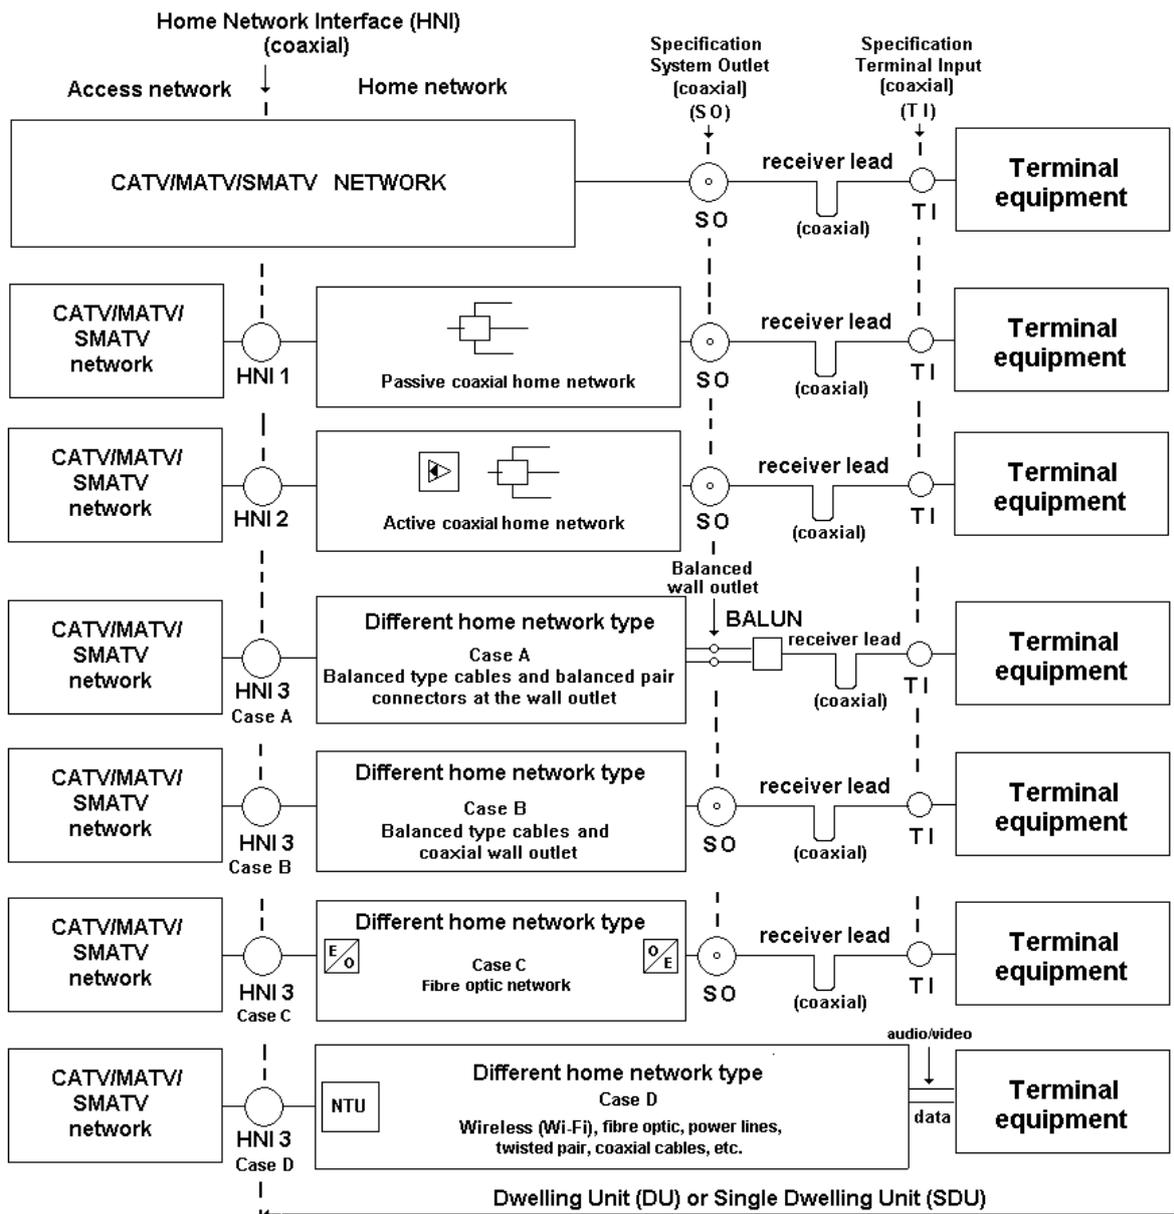 Home Network Interface (HNI)
(coaxial)
Access network
Home network
Specification
System Outlet
(coaxial)
(SO)
Specification
Terminal Input
(coaxial)
(TI)
CATV/MATV/SMATV NETWORK
SO
receiver lead
(coaxial)
TI
Terminal
equipment
CATV/MATV/
SMATV
network
HNI 1
Passive coaxial home network
SO
receiver lead
(coaxial)
TI
Terminal
equipment
CATV/MATV/
SMATV
network
HNI 2
Active coaxial home network
SO
receiver lead
(coaxial)
TI
Terminal
equipment
Balanced
wall outlet
CATV/MATV/
SMATV
network
HNI 3
Case A
Different home network type
Case A
Balanced type cables and balanced pair
connectors at the wall outlet
BALUN
receiver lead
(coaxial)
TI
Terminal
equipment
CATV/MATV/
SMATV
network
HNI 3
Case B
Different home network type
Case B
Balanced type cables and
coaxial wall outlet
SO
receiver lead
(coaxial)
TI
Terminal
equipment
CATV/MATV/
SMATV
network
HNI 3
Case C
Different home network type
E
O
Case C
Fibre optic network
O
E
SO
receiver lead
(coaxial)
TI
Terminal
equipment
CATV/MATV/
SMATV
network
HNI 3
Case D
NTU
Different home network type
Case D
Wireless (Wi-Fi), fibre optic, power lines,
twisted pair, coaxial cables, etc.
audio/video
data
Terminal
equipment
Dwelling Unit (DU) or Single Dwelling Unit (SDU)